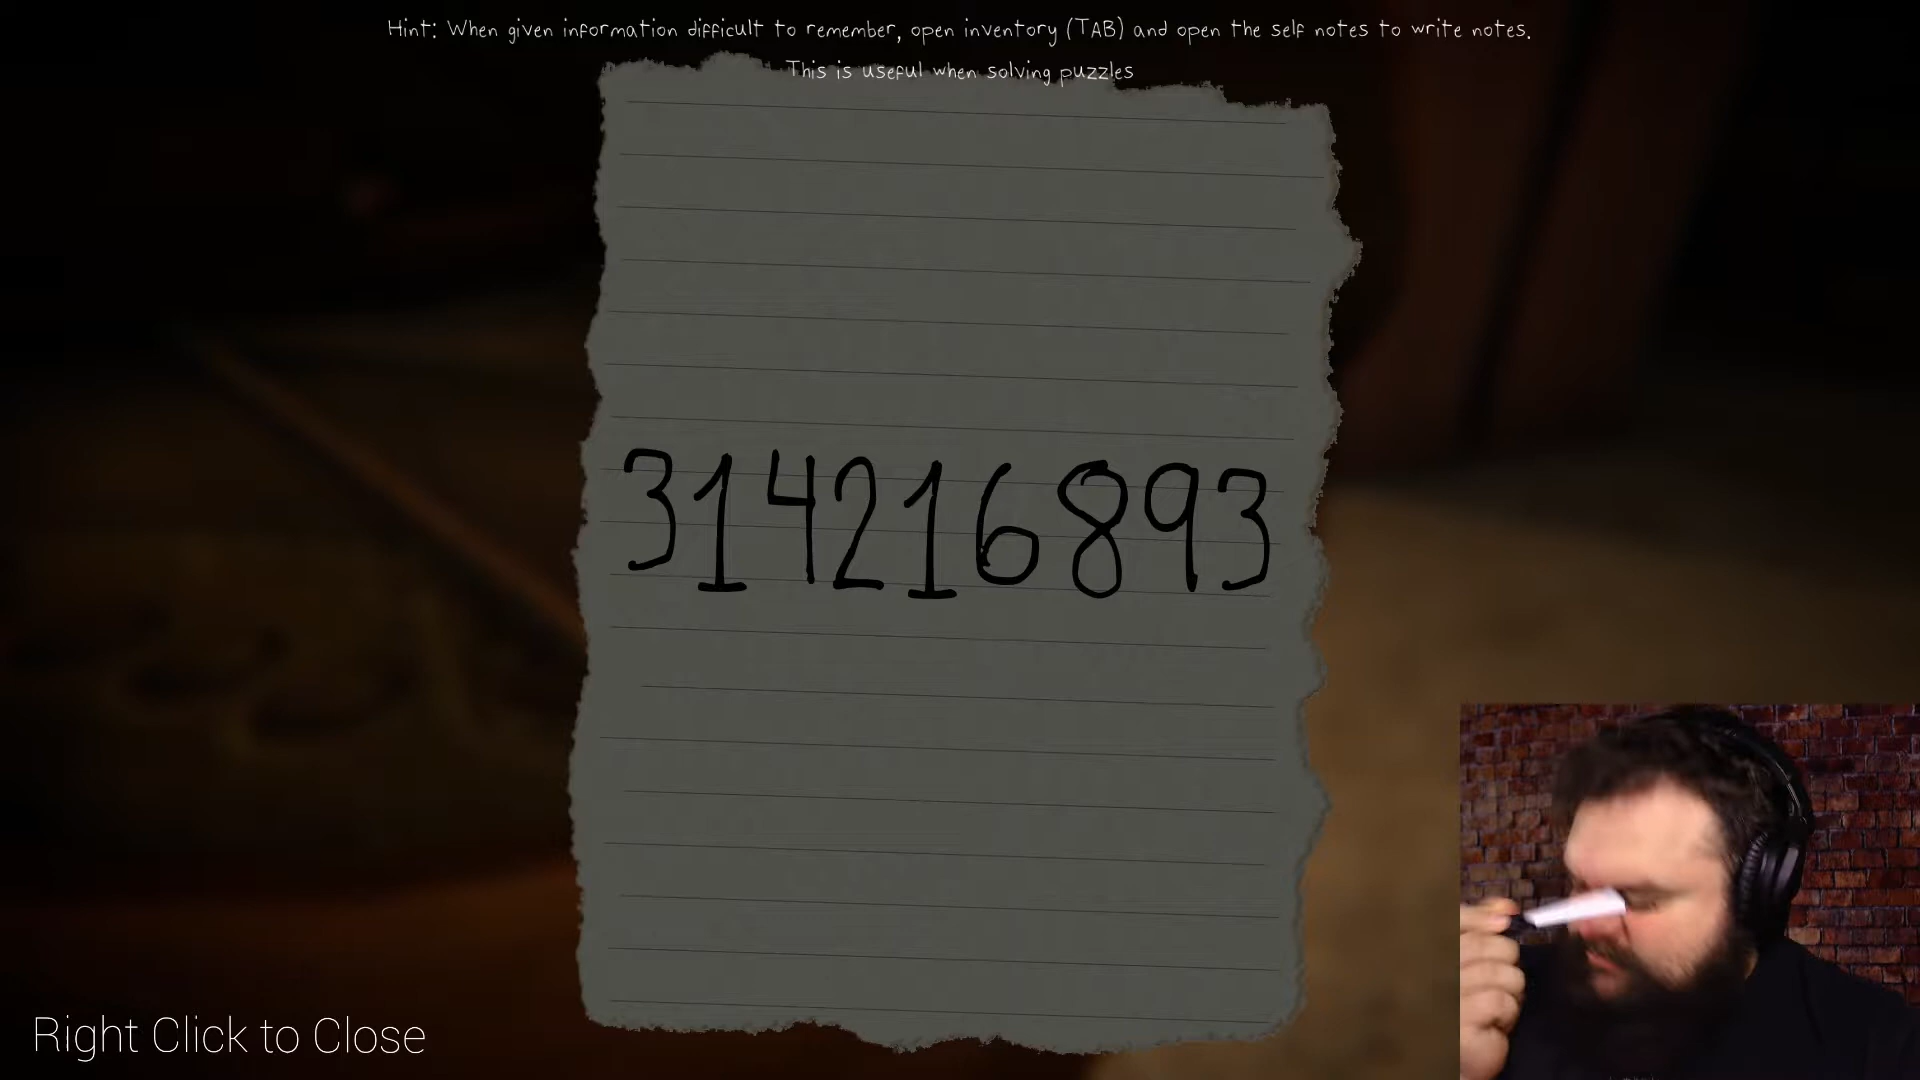 Hint: When given information difficult to remember, open inventory (TAB) and open the self notes to write notes.
This is useful when solving puzzles
314216893
Right Click to Close